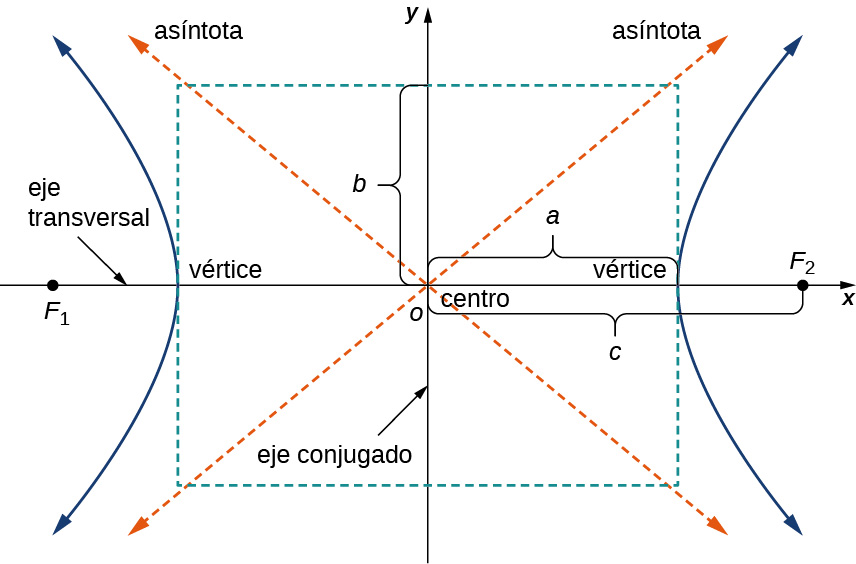 y
asíntota
asíntota
b
eje
transversal
a
vértice
vértice
F2
F1
o
centro
x
c
eje conjugado